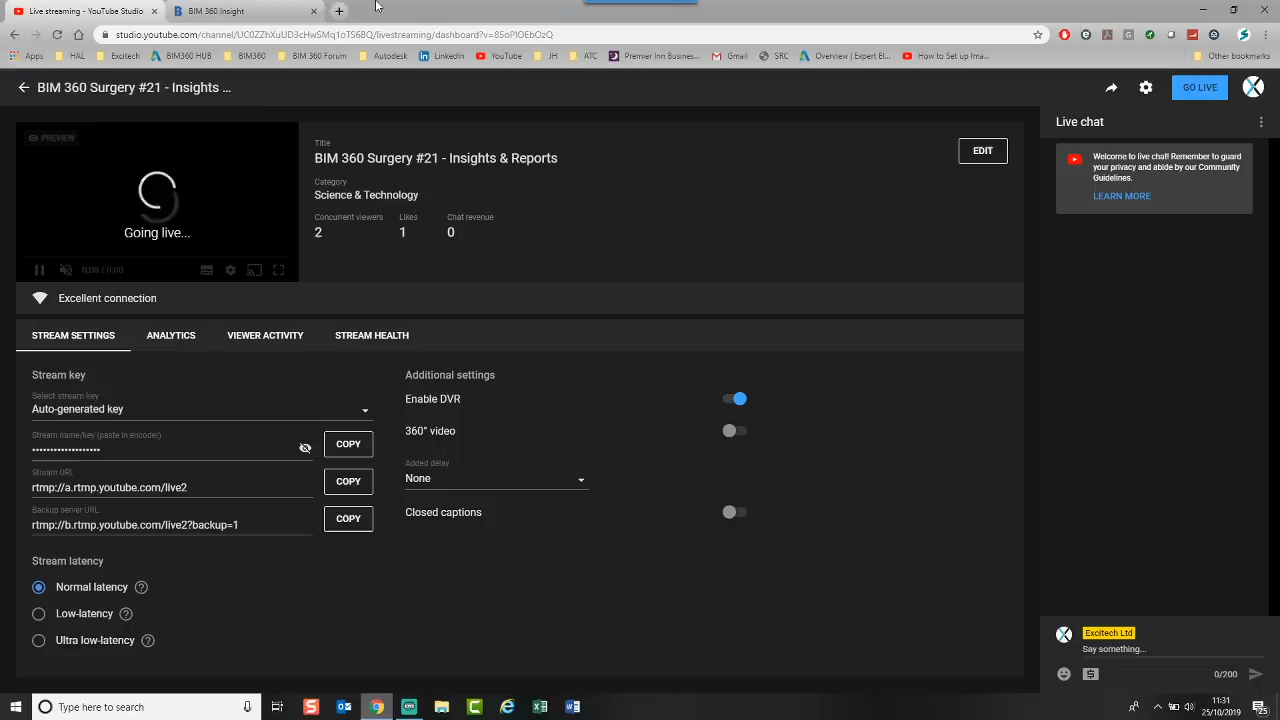 Live streaming - YouTube Studio
BIM 360 Insight
studio.youtube.com/channel/UC0ZZhXuUD3cHwSMq1oTS6BQ/livestreaming/dashboard?v=8SoPIOEbOzQ
Apps
HH
Excitech
BIM360 HUB
BIM360
BIM 360 Forum
Autodesk
LinkedIn
YouTube
JH
ATC
Premier Inn Business...
Gmail
SRC
Overview | Expert El...
How to Set up Ima...
Other bookmarks
BIM 360 Surgery #21 - Insights ...
GO LIVE
PREVIEW
Going live...
0:00 / 0:00
Title
BIM 360 Surgery #21 - Insights & Reports
Category
Science & Technology
Concurrent viewers
Likes
Chat revenue
2
1
0
EDIT
Excellent connection
STREAM SETTINGS
ANALYTICS
VIEWER ACTIVITY
STREAM HEALTH
Stream key
Select stream key
Auto-generated key
Stream name/key (paste in encoder)
••••••••••••••••••
COPY
Stream URL
rtmp://a.rtmp.youtube.com/live2
COPY
Backup server URL
rtmp://b.rtmp.youtube.com/live2?backup=1
COPY
Stream latency
Normal latency
Low-latency
Ultra low-latency
Additional settings
Enable DVR
360° video
Added delay
None
Closed captions
Live chat
Welcome to live chat! Remember to guard
your privacy and abide by our Community
Guidelines.
LEARN MORE
Excitech Ltd
Say something...
0/200
Type here to search
11:31
25/10/2019